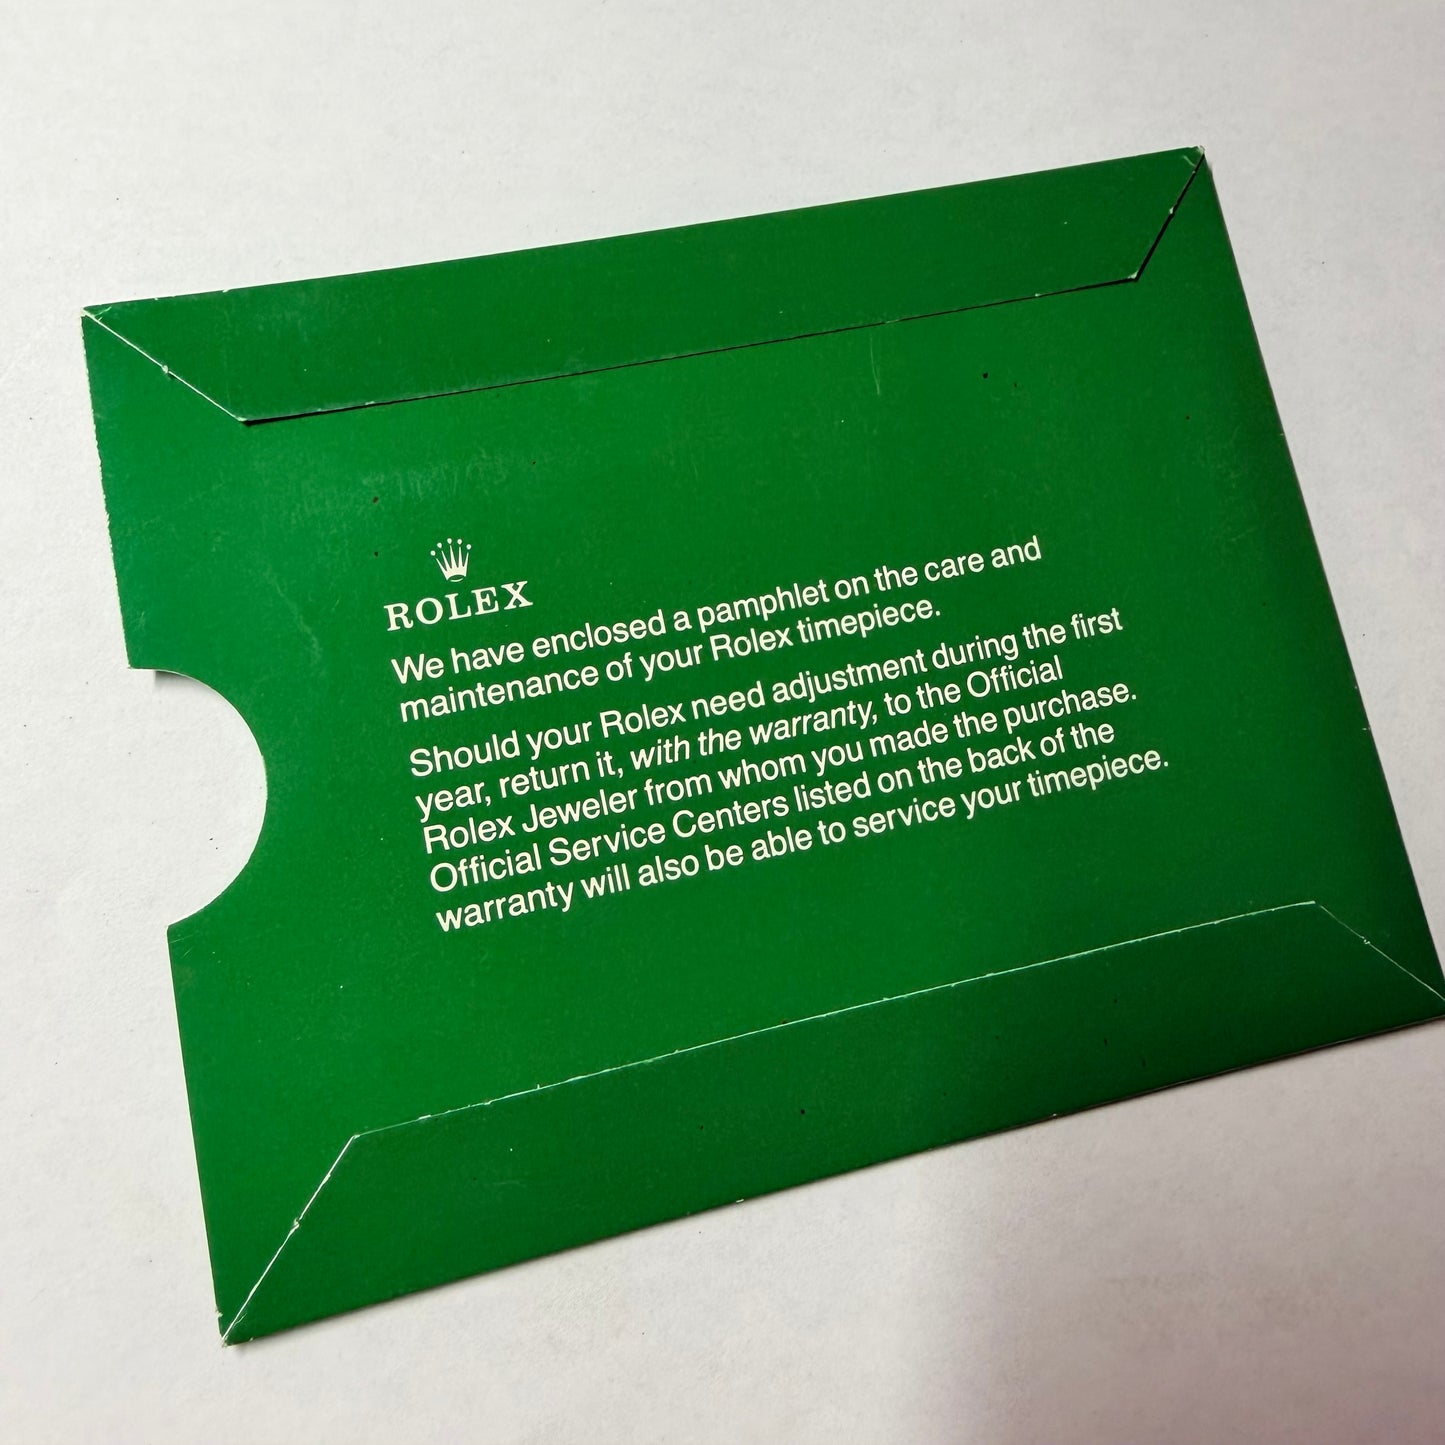 ROLEX
We have enclosed a pamphlet on the care and
maintenance of your Rolex timepiece.
Should your Rolex need adjustment during the first
year, return it, with the warranty, to the Official
Rolex Jeweler from whom you made the purchase.
Official Service Centers listed on the back of the
warranty will also be able to service your timepiece.